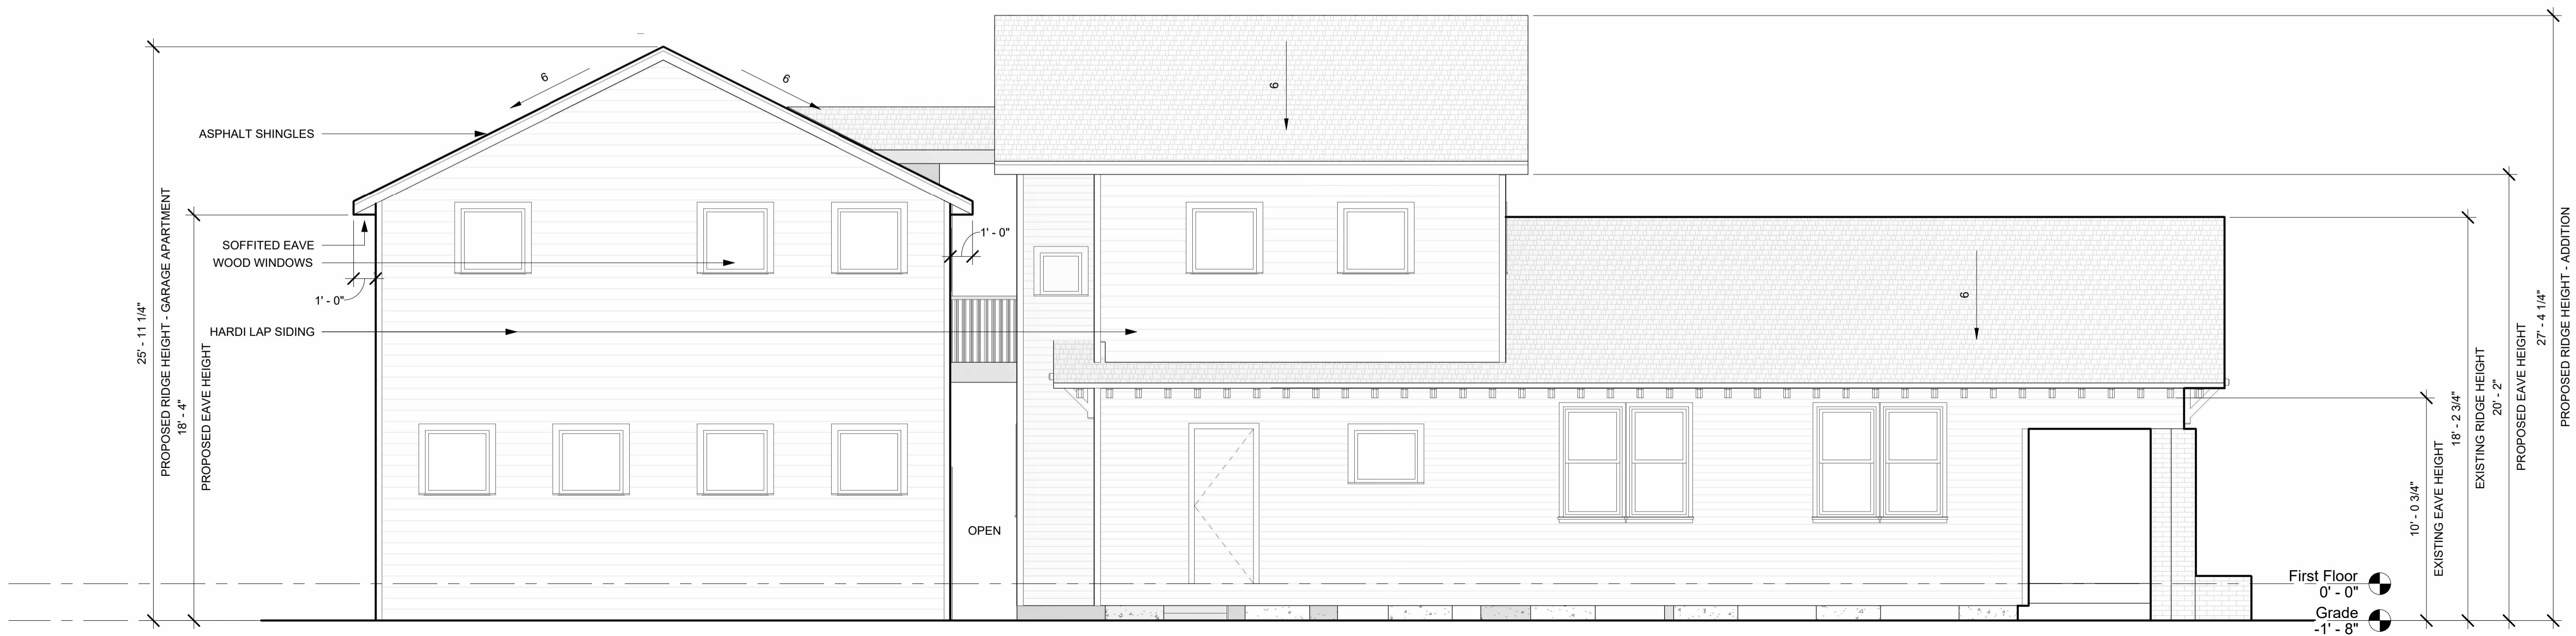 6
6
6
ASPHALT SHINGLES
SOFFITED EAVE
WOOD WINDOWS
1' - 0"
1' - 0"
HARDI LAP SIDING
25' - 11 1/4"
PROPOSED RIDGE HEIGHT - GARAGE APARTMENT
18' - 4"
PROPOSED EAVE HEIGHT
6
OPEN
10' - 0 3/4"
EXISTING EAVE HEIGHT
18' - 2 3/4"
EXISTING RIDGE HEIGHT
20' - 2"
PROPOSED EAVE HEIGHT
27' - 4 1/4"
PROPOSED RIDGE HEIGHT - ADDITION
First Floor
0' - 0"
Grade
-1' - 8"